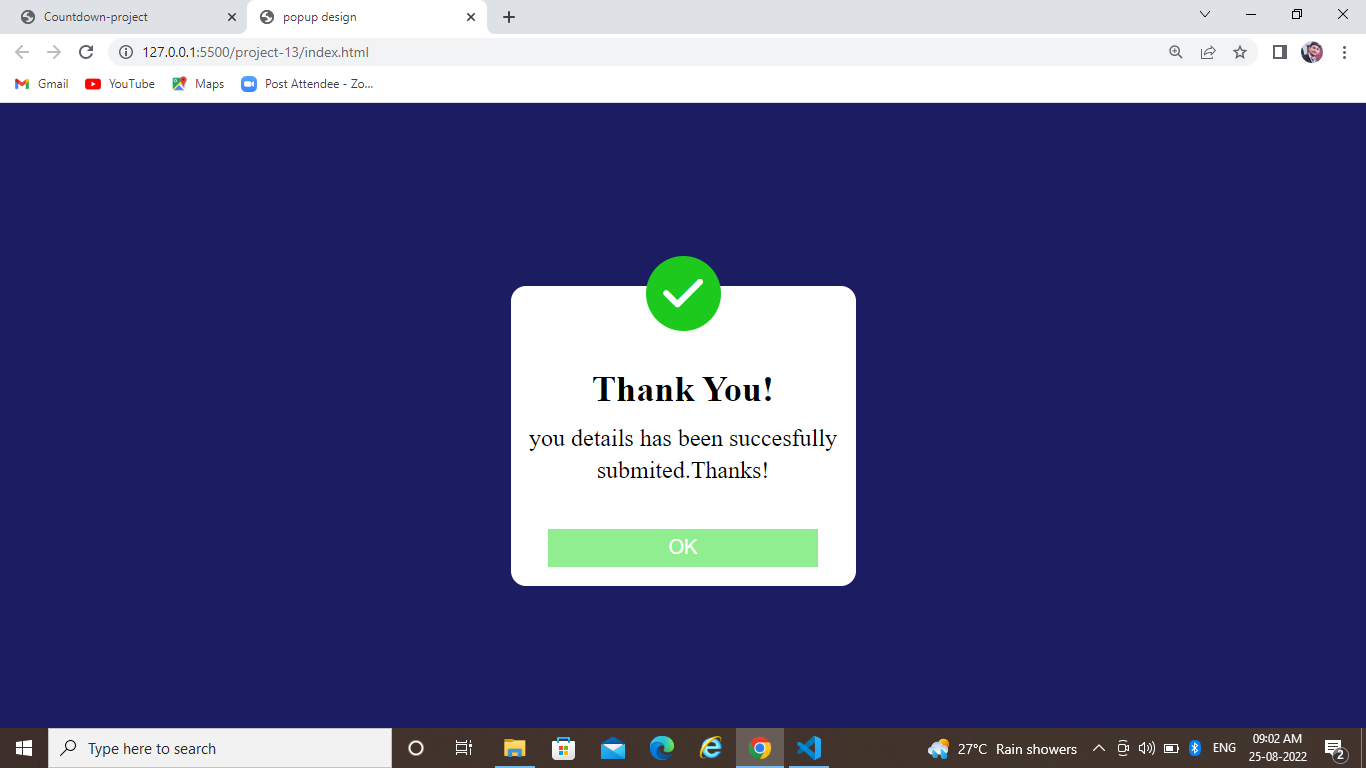 Countdown-project
popup design
127.0.0.1:5500/project-13/index.html
Gmail
YouTube
Maps
Post Attendee - Zo...
Thank You!
you details has been succesfully
submited.Thanks!
OK
Type here to search
27°C Rain showers
ENG
09:02 AM
25-08-2022
2